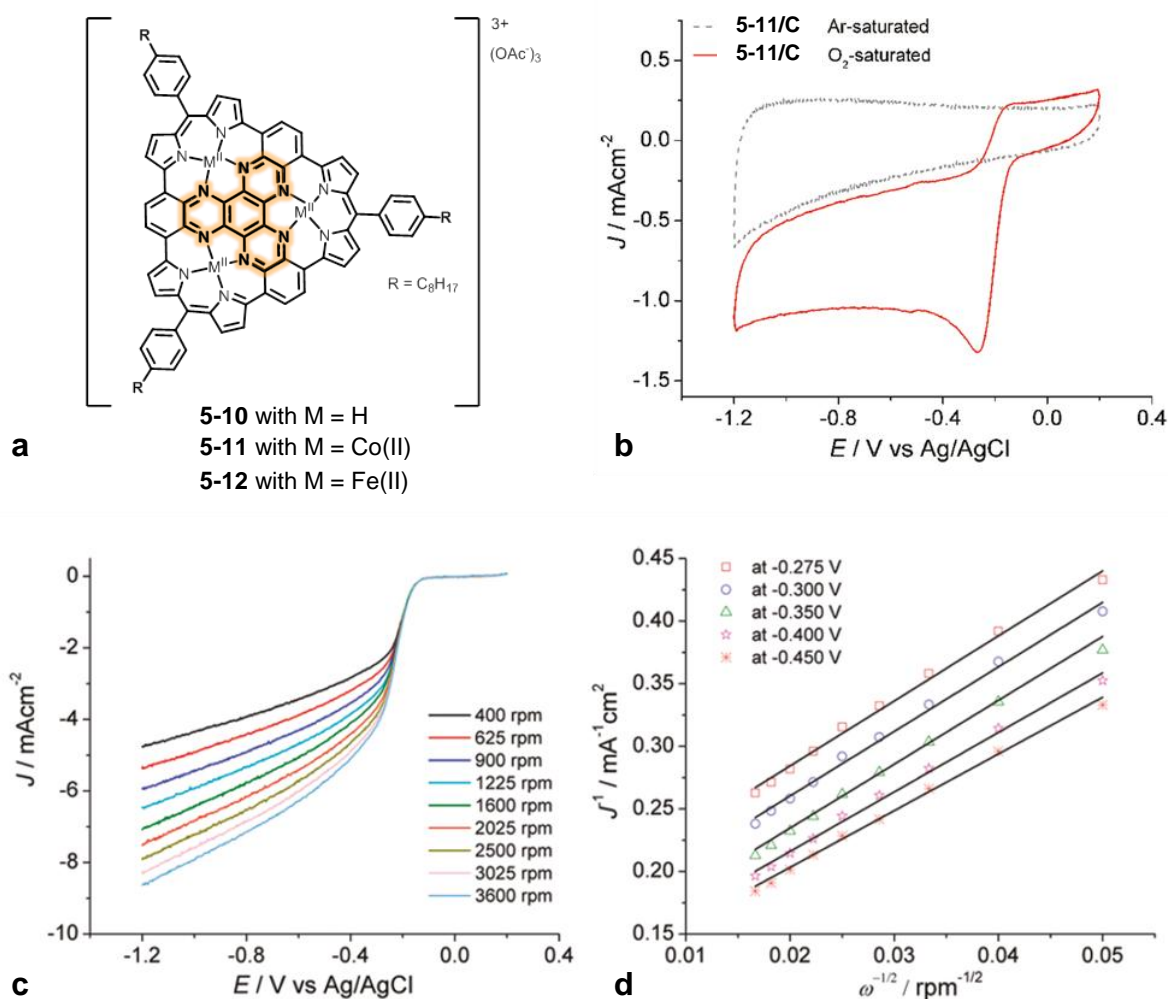 R
3+
(OAc⁻)₃
N
N
Mᴵᴵ
N
N
N
N
N
Mᴵᴵ
R
N
N
N
Mᴵᴵ
N
N
R = C₈H₁₇
R
5-10 with M = H
5-11 with M = Co(II)
5-12 with M = Fe(II)
a
5-11/C Ar-saturated
5-11/C O₂-saturated
0.5
0.0
-0.5
-1.0
-1.5
J / mAcm⁻²
-1.2 -0.8 -0.4 0.0 0.4
E / V vs Ag/AgCl
b
0
-2
-4
-6
-8
-10
J / mAcm⁻²
400 rpm
625 rpm
900 rpm
1225 rpm
1600 rpm
2025 rpm
2500 rpm
3025 rpm
3600 rpm
-1.2 -0.8 -0.4 0.0 0.4
E / V vs Ag/AgCl
c
0.45
0.40
0.35
0.30
0.25
0.20
0.15
J⁻¹ / mA⁻¹cm²
at -0.275 V
at -0.300 V
at -0.350 V
at -0.400 V
at -0.450 V
0.01 0.02 0.03 0.04 0.05
ω⁻¹ᐟ² / rpm⁻¹ᐟ²
d